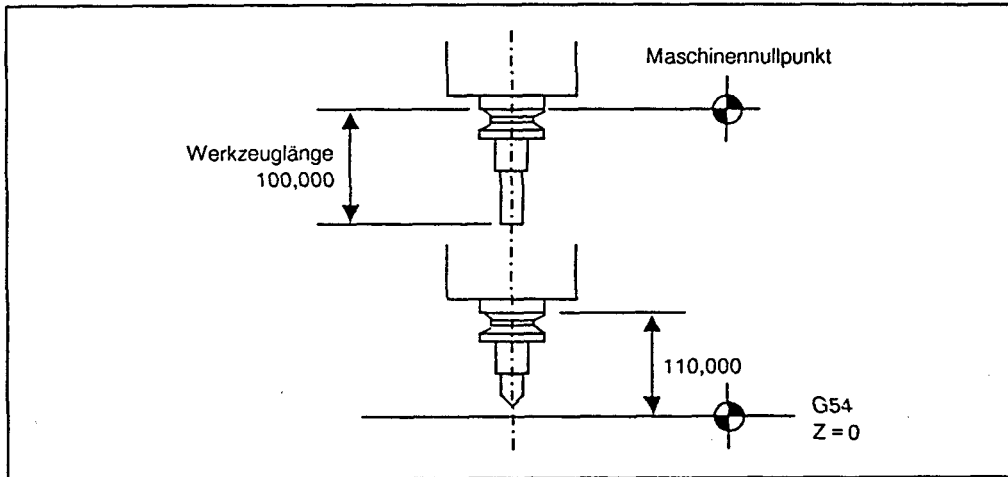 Maschinennullpunkt
Werkzeuglänge
100,000
110,000
G54
Z = 0